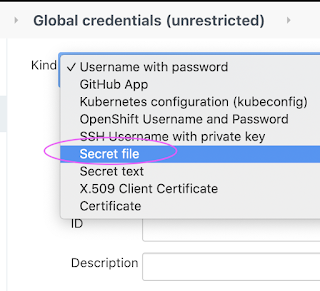 Global credentials (unrestricted)
Kind
✓ Username with password
GitHub App
Kubernetes configuration (kubeconfig)
OpenShift Username and Password
SSH Username with private key
Secret file
Secret text
X.509 Client Certificate
Certificate
ID
Description